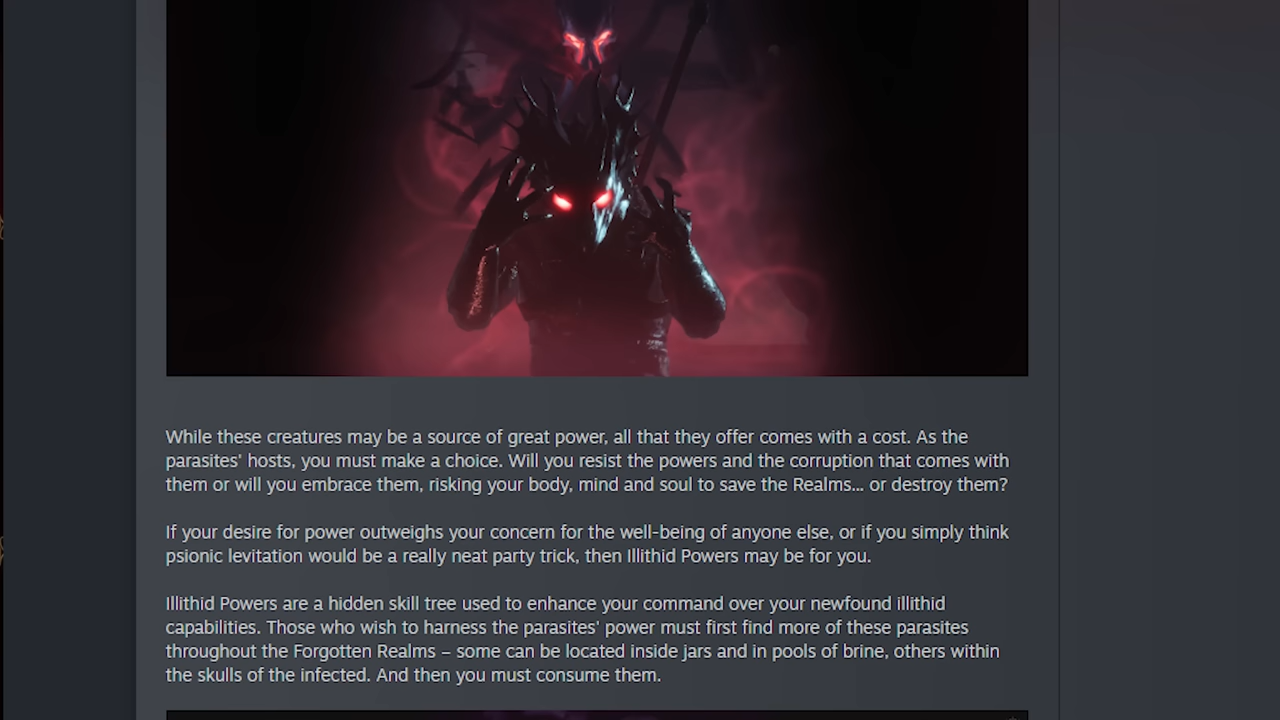 While these creatures may be a source of great power, all that they offer comes with a cost. As the
parasites' hosts, you must make a choice. Will you resist the powers and the corruption that comes with
them or will you embrace them, risking your body, mind and soul to save the Realms... or destroy them?
If your desire for power outweighs your concern for the well-being of anyone else, or if you simply think
psionic levitation would be a really neat party trick, then Illithid Powers may be for you.
Illithid Powers are a hidden skill tree used to enhance your command over your newfound illithid
capabilities. Those who wish to harness the parasites' power must first find more of these parasites
throughout the Forgotten Realms – some can be located inside jars and in pools of brine, others within
the skulls of the infected. And then you must consume them.